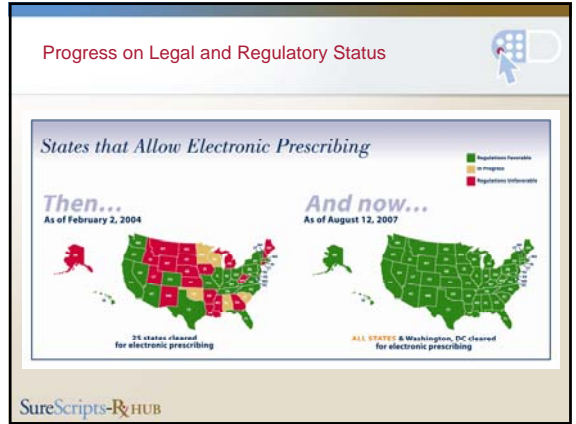 Progress on Legal and Regulatory Status
States that Allow Electronic Prescribing
Regulations Favorable
In Progress
Regulations Unfavorable
Then...
As of February 2, 2004
And now...
As of August 12, 2007
25 states cleared
for electronic prescribing
ALL STATES & Washington, DC cleared
for electronic prescribing
SureScripts-RxHUB